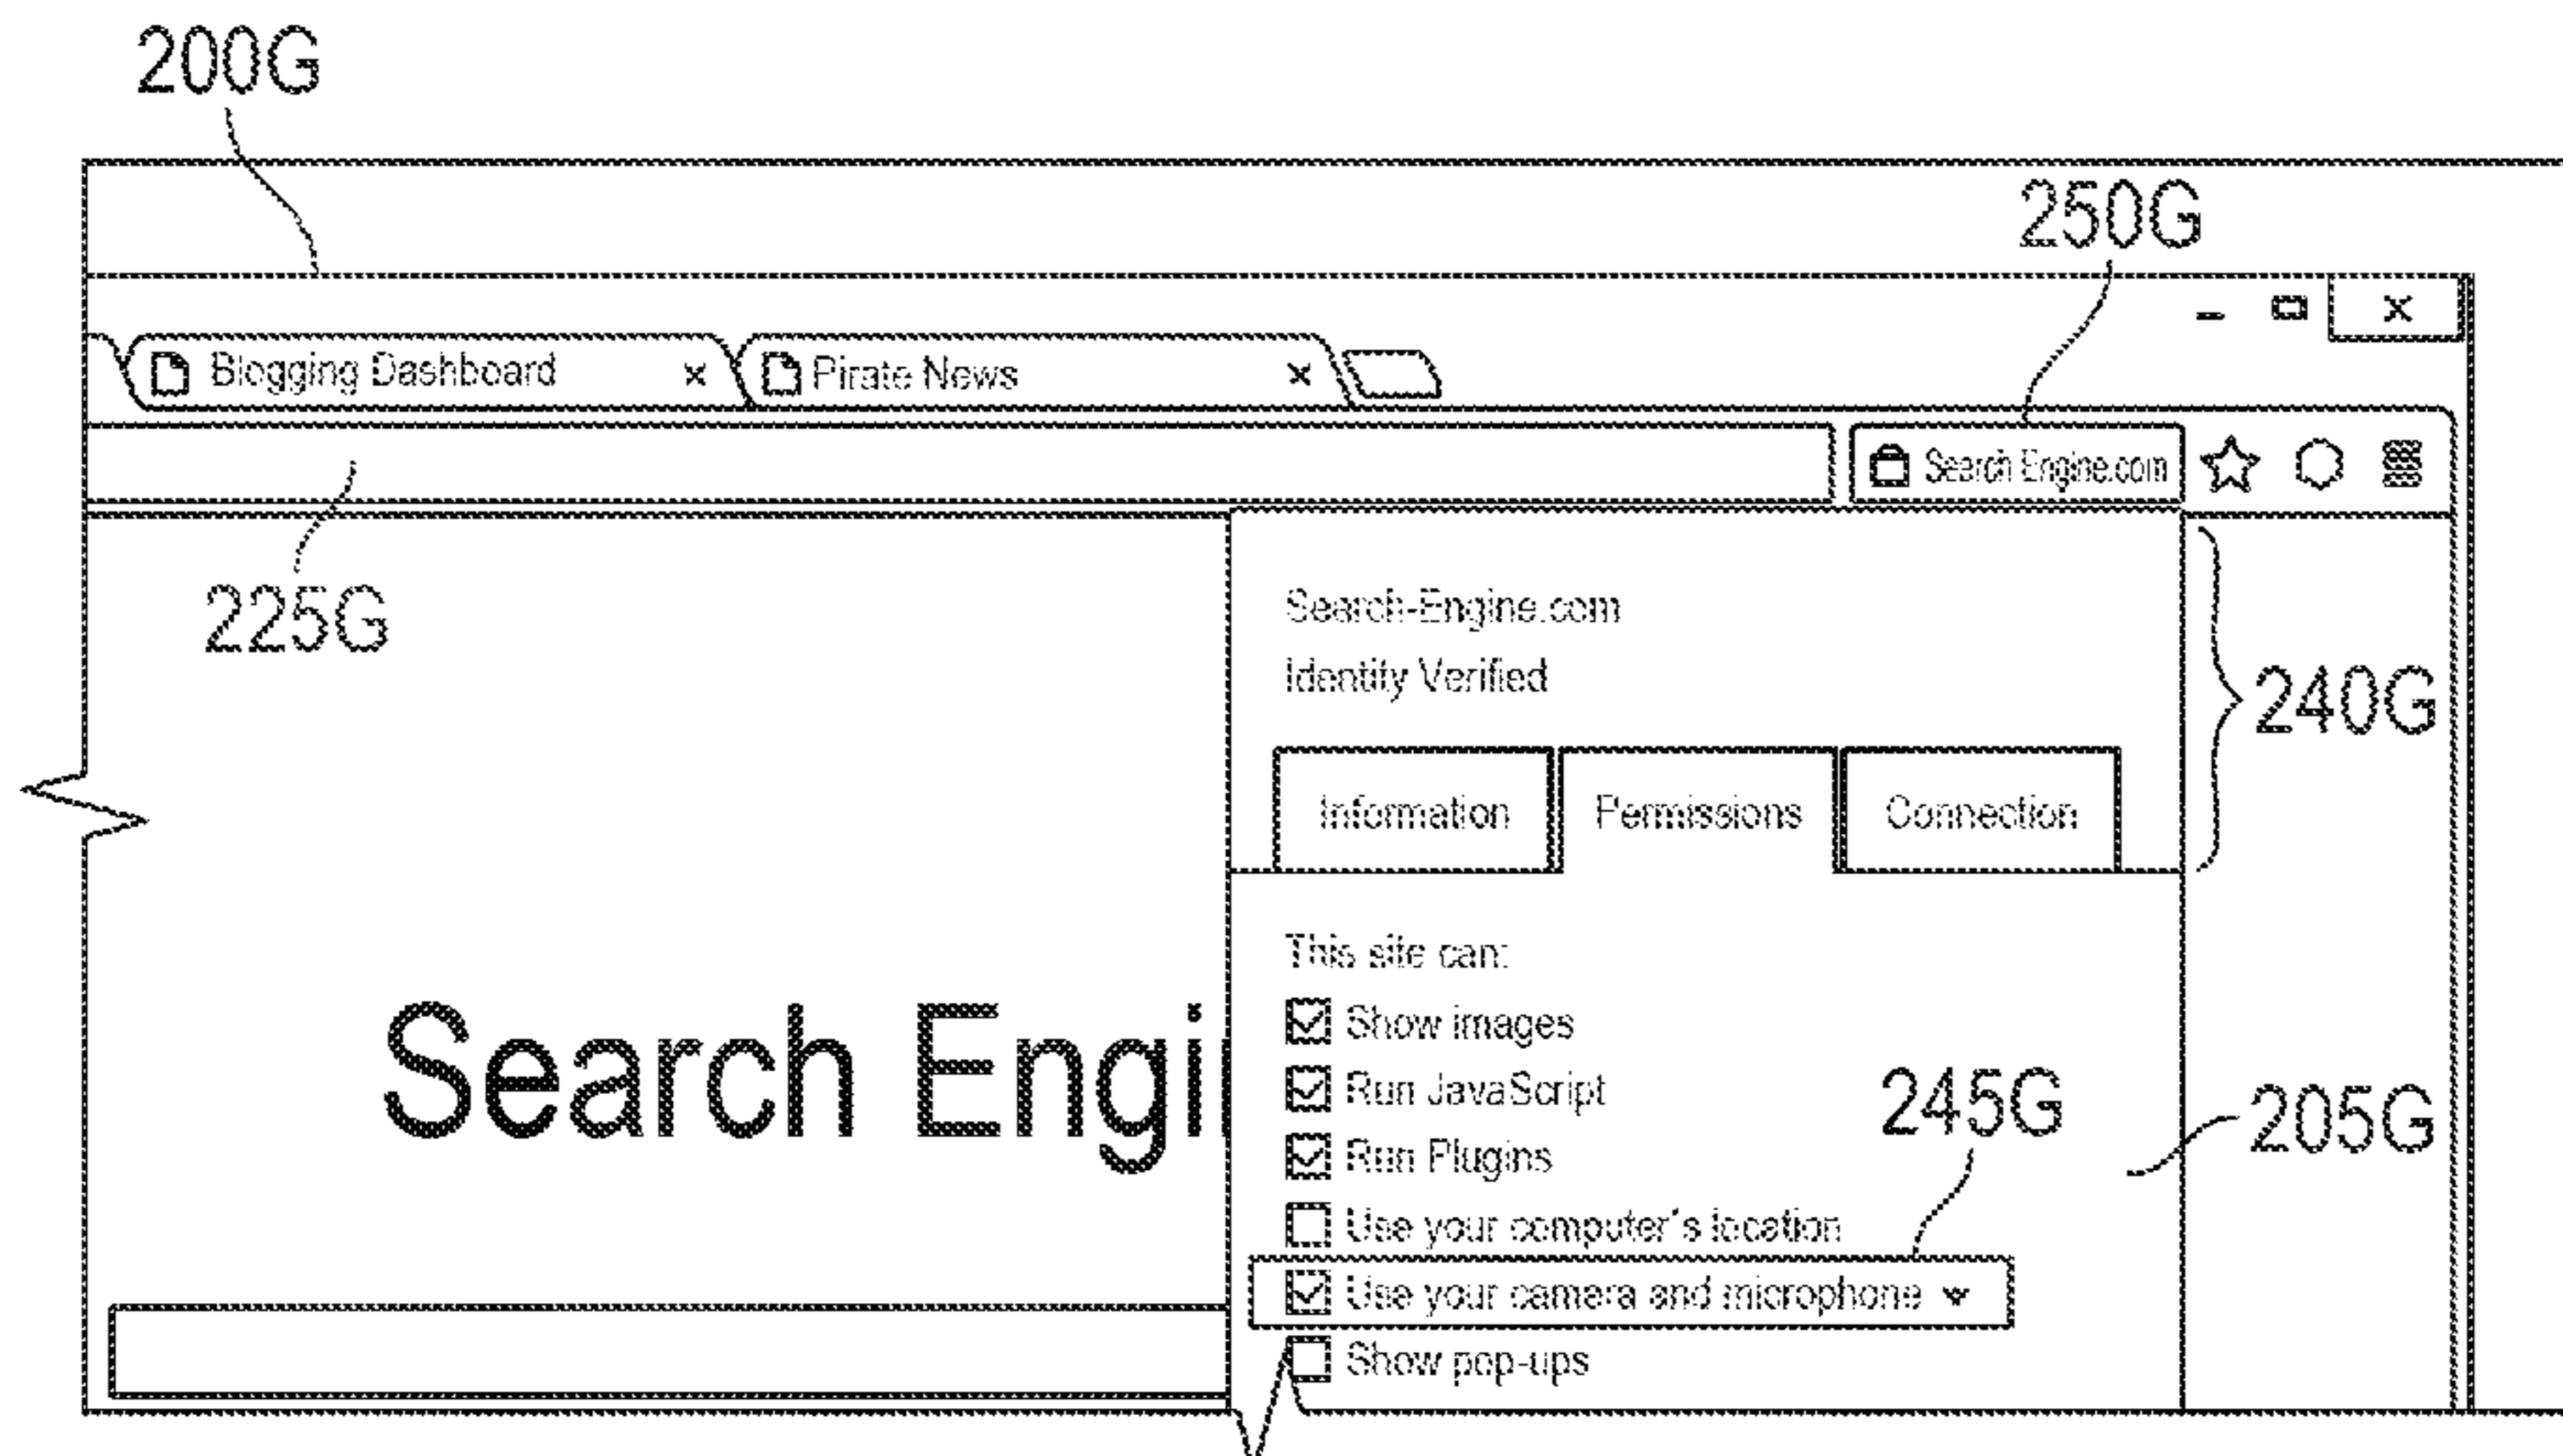 200G
250G
Blogging Dashboard
Pirate News
Search Engine.com
225G
Search-Engine.com
Identity Verified
240G
Information
Permissions
Connection
This site can:
Show images
Search Engi
Run JavaScript
245G
205G
Run Plugins
Use your computer's location
Use your camera and microphone
Show pop-ups